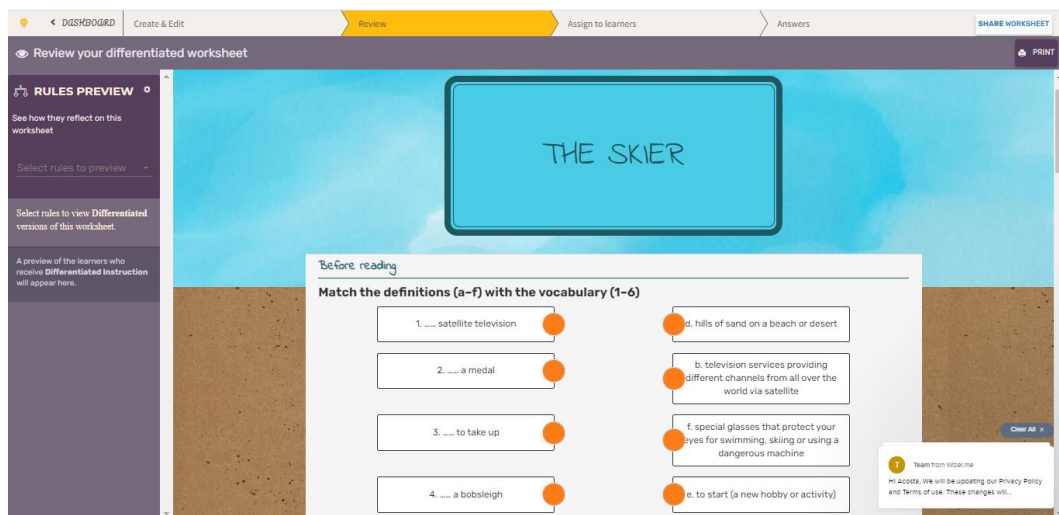 < DASHBOARD
Create & Edit
Review
Assign to learners
Answers
SHARE WORKSHEET
Review your differentiated worksheet
PRINT
RULES PREVIEW
See how they reflect on this
worksheet
Select rules to preview
Select rules to view Differentiated
versions of this worksheet.
A preview of the learners who
receive Differentiated Instruction
will appear here.
THE SKIER
Before reading
Match the definitions (a–f) with the vocabulary (1–6)
1. …… satellite television
d. hills of sand on a beach or desert
2. …… a medal
b. television services providing
different channels from all over the
world via satellite
3. …… to take up
f. special glasses that protect your
eyes for swimming, skiing or using a
dangerous machine
4. …… a bobsleigh
e. to start (a new hobby or activity)
Clear All ×
T
Team from Wizer.me
Hi Acosta, We will be updating our Privacy Policy
and Terms of use. These changes will...